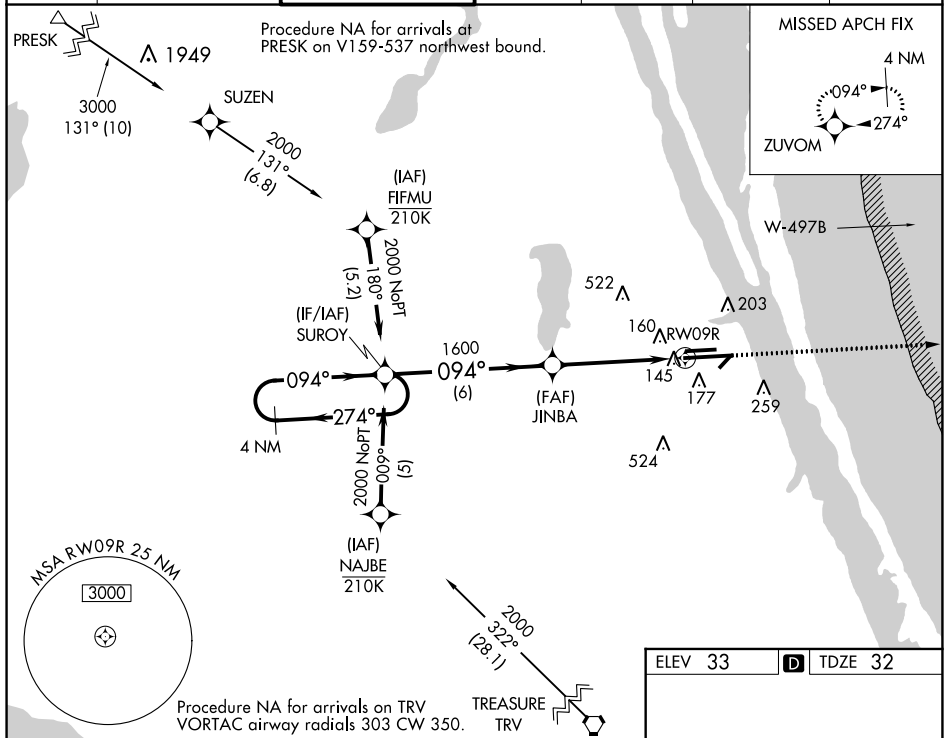 PRESK
1949
3000
131° (10)
Procedure NA for arrivals at
PRESK on V159-537 northwest bound.
MISSED APCH FIX
4 NM
094°
274°
ZUVOM
SUZEN
2000
131°
(6.8)
(IAF)
FIFMU
210K
2000 NoPT
180°
(5.2)
W-497B
(IF/IAF)
SUROY
522
203
160
RW09R
145
177
259
524
1600
094°
(6)
(FAF)
JINBA
094°
274°
4 NM
2000 NoPT
009°
(5)
(IAF)
NAJBE
210K
MSA RW09R 25 NM
3000
2000
322°
(28.1)
TREASURE
TRV
Procedure NA for arrivals on TRV
VORTAC airway radials 303 CW 350.
ELEV 33
D
TDZE 32